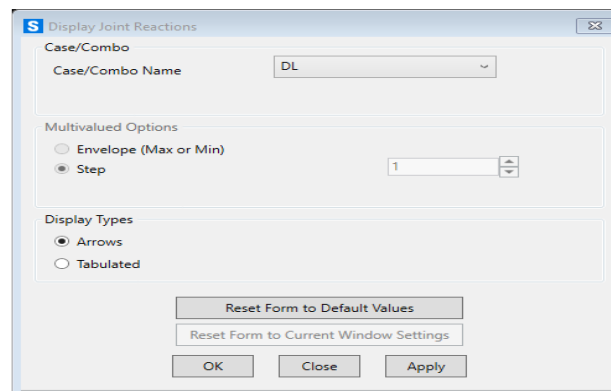 S Display Joint Reactions
Case/Combo
Case/Combo Name DL
Multivalued Options
Envelope (Max or Min)
Step 1
Display Types
Arrows
Tabulated
Reset Form to Default Values
Reset Form to Current Window Settings
OK Close Apply